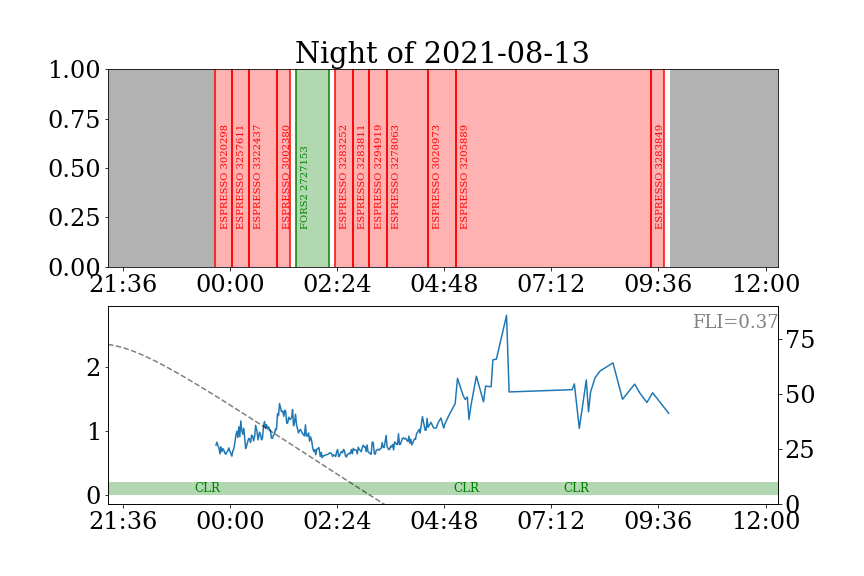 Night of 2021-08-13
1.00
0.75
0.50
0.25
0.00
ESPRESSO 3020298
ESPRESSO 3257611
ESPRESSO 3322437
ESPRESSO 3002380
FORS2 2727153
ESPRESSO 3283252
ESPRESSO 3283811
ESPRESSO 3294919
ESPRESSO 3278063
ESPRESSO 3020973
ESPRESSO 3205889
ESPRESSO 3283849
21:36 00:00 02:24 04:48 07:12 09:36 12:00
FLI=0.37
2
1
0
75
50
25
0
CLR CLR CLR
21:36 00:00 02:24 04:48 07:12 09:36 12:00